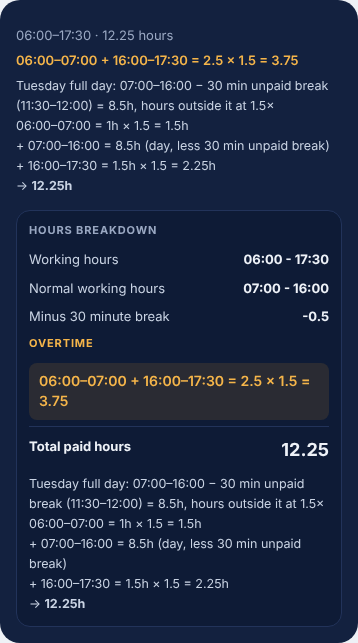 06:00–17:30 · 12.25 hours
06:00–07:00 + 16:00–17:30 = 2.5 × 1.5 = 3.75
Tuesday full day: 07:00–16:00 − 30 min unpaid break
(11:30–12:00) = 8.5h, hours outside it at 1.5×
06:00–07:00 = 1h × 1.5 = 1.5h
+ 07:00–16:00 = 8.5h (day, less 30 min unpaid break)
+ 16:00–17:30 = 1.5h × 1.5 = 2.25h
→ 12.25h
HOURS BREAKDOWN
Working hours 06:00 - 17:30
Normal working hours 07:00 - 16:00
Minus 30 minute break -0.5
OVERTIME
06:00–07:00 + 16:00–17:30 = 2.5 × 1.5 =
3.75
Total paid hours 12.25
Tuesday full day: 07:00–16:00 − 30 min unpaid
break (11:30–12:00) = 8.5h, hours outside it at 1.5×
06:00–07:00 = 1h × 1.5 = 1.5h
+ 07:00–16:00 = 8.5h (day, less 30 min unpaid
break)
+ 16:00–17:30 = 1.5h × 1.5 = 2.25h
→ 12.25h